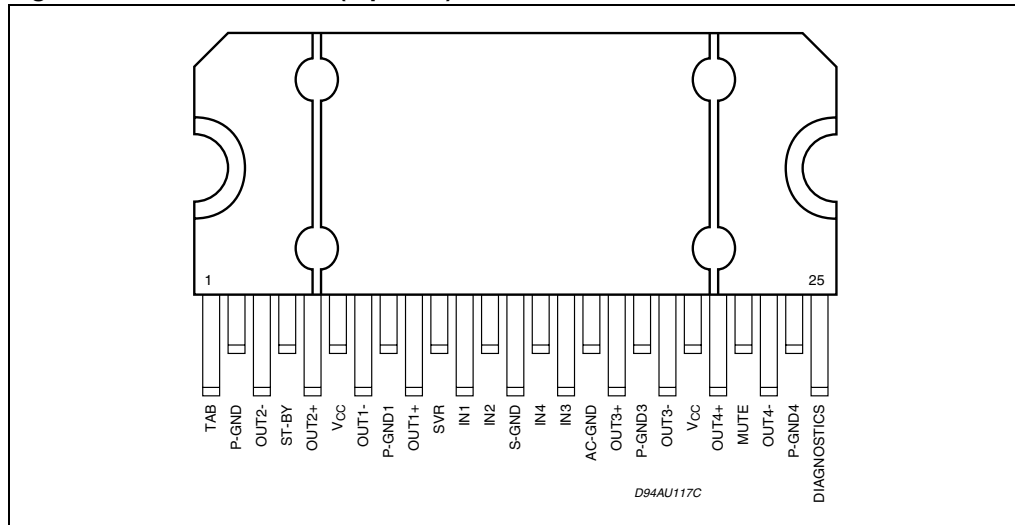 1
25
TAB
P-GND
OUT2-
ST-BY
OUT2+
VCC
OUT1-
P-GND1
OUT1+
SVR
IN1
IN2
S-GND
IN4
IN3
AC-GND
OUT3+
P-GND3
OUT3-
VCC
OUT4+
MUTE
OUT4-
P-GND4
DIAGNOSTICS
D94AU117C